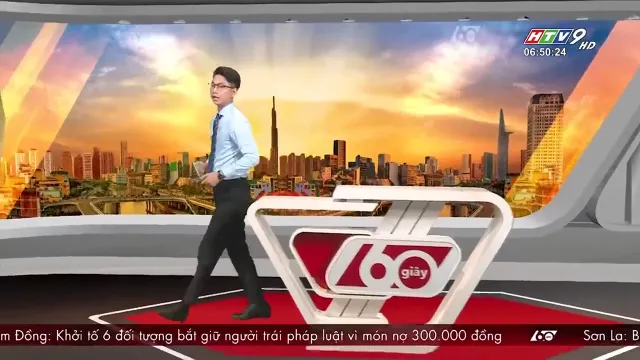 HTV9 HD
06:50:24
60 giây
m Đồng: Khởi tố 6 đối tượng bắt giữ người trái pháp luật vì món nợ 300.000 đồng 60 Sơn La: B